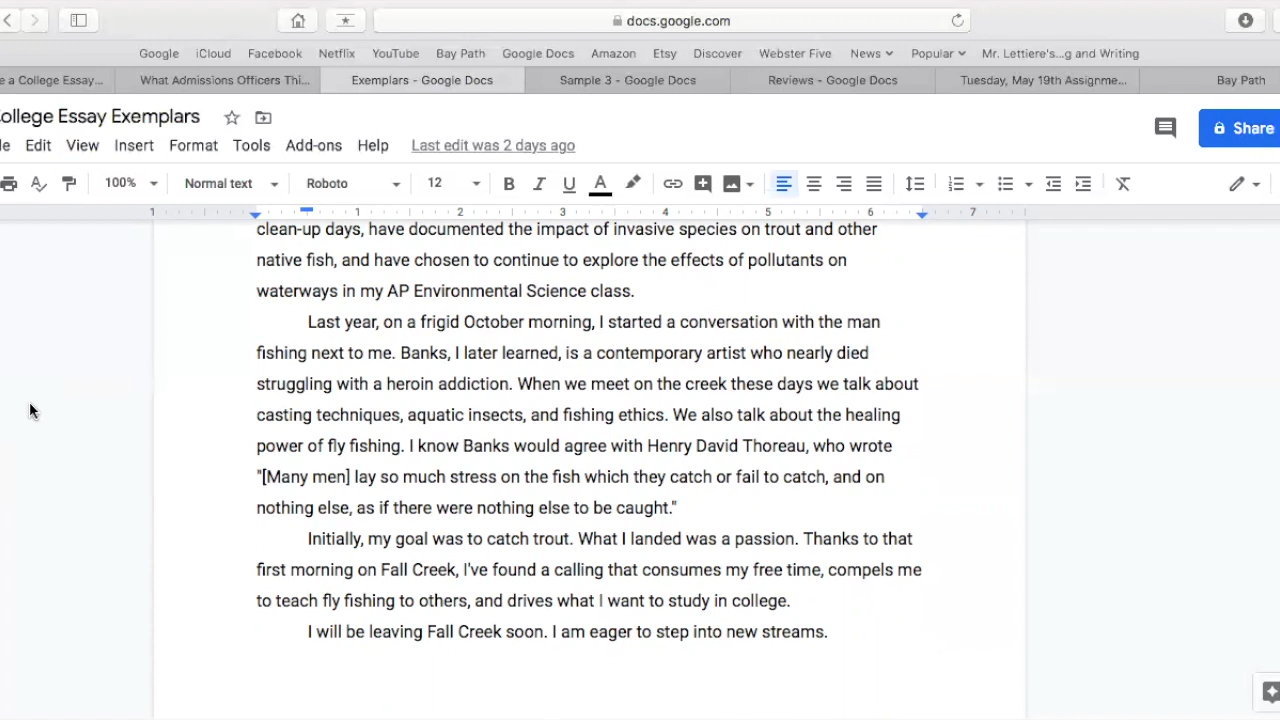 docs.google.com
Google iCloud Facebook Netflix YouTube Bay Path Google Docs Amazon Etsy Discover Webster Five News Popular Mr. Lettiere's...g and Writing
e a College Essay... What Admissions Officers Thi... Exemplars - Google Docs Sample 3 - Google Docs Reviews - Google Docs Tuesday, May 19th Assignme... Bay Path
ollege Essay Exemplars
le Edit View Insert Format Tools Add-ons Help Last edit was 2 days ago
Share
100% Normal text Roboto 12 B I U A
1 1 2 3 4 5 6 7
clean-up days, have documented the impact of invasive species on trout and other
native fish, and have chosen to continue to explore the effects of pollutants on
waterways in my AP Environmental Science class.
Last year, on a frigid October morning, I started a conversation with the man
fishing next to me. Banks, I later learned, is a contemporary artist who nearly died
struggling with a heroin addiction. When we meet on the creek these days we talk about
casting techniques, aquatic insects, and fishing ethics. We also talk about the healing
power of fly fishing. I know Banks would agree with Henry David Thoreau, who wrote
"[Many men] lay so much stress on the fish which they catch or fail to catch, and on
nothing else, as if there were nothing else to be caught."
Initially, my goal was to catch trout. What I landed was a passion. Thanks to that
first morning on Fall Creek, I've found a calling that consumes my free time, compels me
to teach fly fishing to others, and drives what I want to study in college.
I will be leaving Fall Creek soon. I am eager to step into new streams.